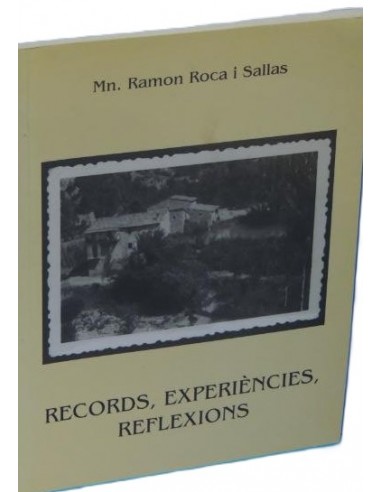 Mn. Ramon Roca i Sallas
RECORDS, EXPERIÈNCIES,
REFLEXIONS